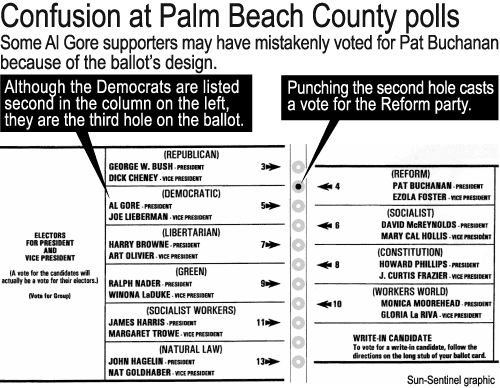 Confusion at Palm Beach County polls
Some Al Gore supporters may have mistakenly voted for Pat Buchanan
because of the ballot's design.
Although the Democrats are listed
second in the column on the left,
they are the third hole on the ballot.
Punching the second hole casts
a vote for the Reform party.
ELECTORS
FOR PRESIDENT
AND
VICE PRESIDENT
(A vote for the candidates will
actually be a vote for their electors.)
(Vote for Group)
(REPUBLICAN)
GEORGE W. BUSH - PRESIDENT
DICK CHENEY - VICE PRESIDENT
3
(DEMOCRATIC)
AL GORE - PRESIDENT
JOE LIEBERMAN - VICE PRESIDENT
5
(LIBERTARIAN)
HARRY BROWNE - PRESIDENT
ART OLIVIER - VICE PRESIDENT
7
(GREEN)
RALPH NADER - PRESIDENT
WINONA LaDUKE - VICE PRESIDENT
9
(SOCIALIST WORKERS)
JAMES HARRIS - PRESIDENT
MARGARET TROWE - VICE PRESIDENT
11
(NATURAL LAW)
JOHN HAGELIN - PRESIDENT
NAT GOLDHABER - VICE PRESIDENT
13
(REFORM)
4 PAT BUCHANAN - PRESIDENT
EZOLA FOSTER - VICE PRESIDENT
(SOCIALIST)
6 DAVID McREYNOLDS - PRESIDENT
MARY CAL HOLLIS - VICE PRESIDENT
(CONSTITUTION)
8 HOWARD PHILLIPS - PRESIDENT
J. CURTIS FRAZIER - VICE PRESIDENT
(WORKERS WORLD)
10 MONICA MOOREHEAD - PRESIDENT
GLORIA La RIVA - VICE PRESIDENT
WRITE-IN CANDIDATE
To vote for a write-in candidate, follow the
directions on the long stub of your ballot card.
Sun-Sentinel graphic